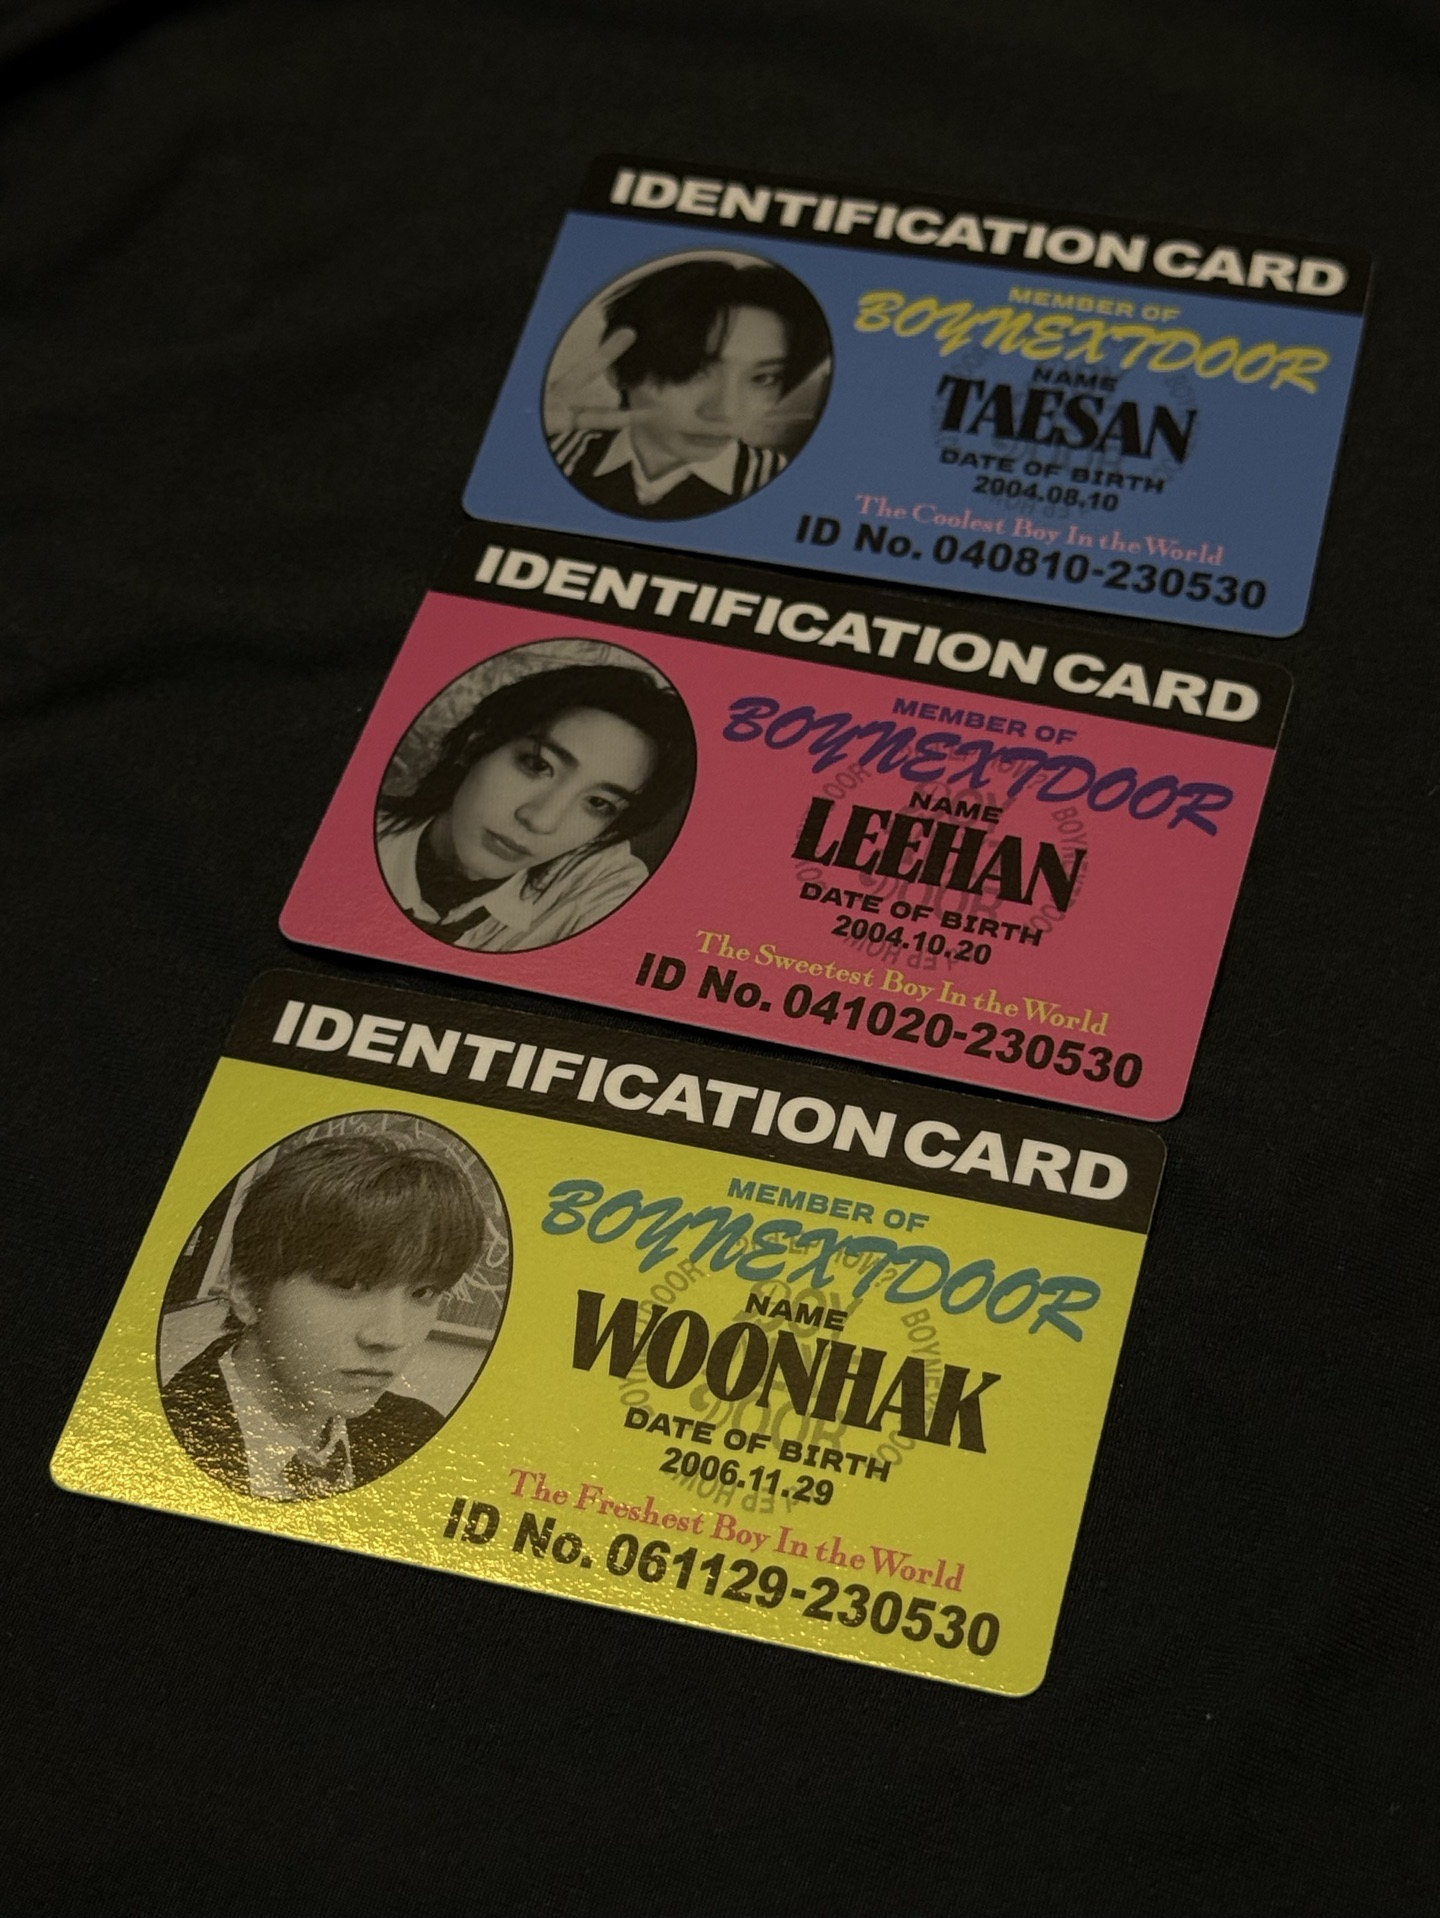 IDENTIFICATION CARD
MEMBER OF
BOYNEXTDOOR
NAME
TAESAN
DATE OF BIRTH
2004.08.10
The Coolest Boy In the World
ID No. 040810-230530
IDENTIFICATION CARD
MEMBER OF
BOYNEXTDOOR
NAME
LEEHAN
DATE OF BIRTH
2004.10.20
The Sweetest Boy In the World
ID No. 041020-230530
IDENTIFICATION CARD
MEMBER OF
BOYNEXTDOOR
NAME
WOONHAK
DATE OF BIRTH
2006.11.29
The Freshest Boy In the World
ID No. 061129-230530